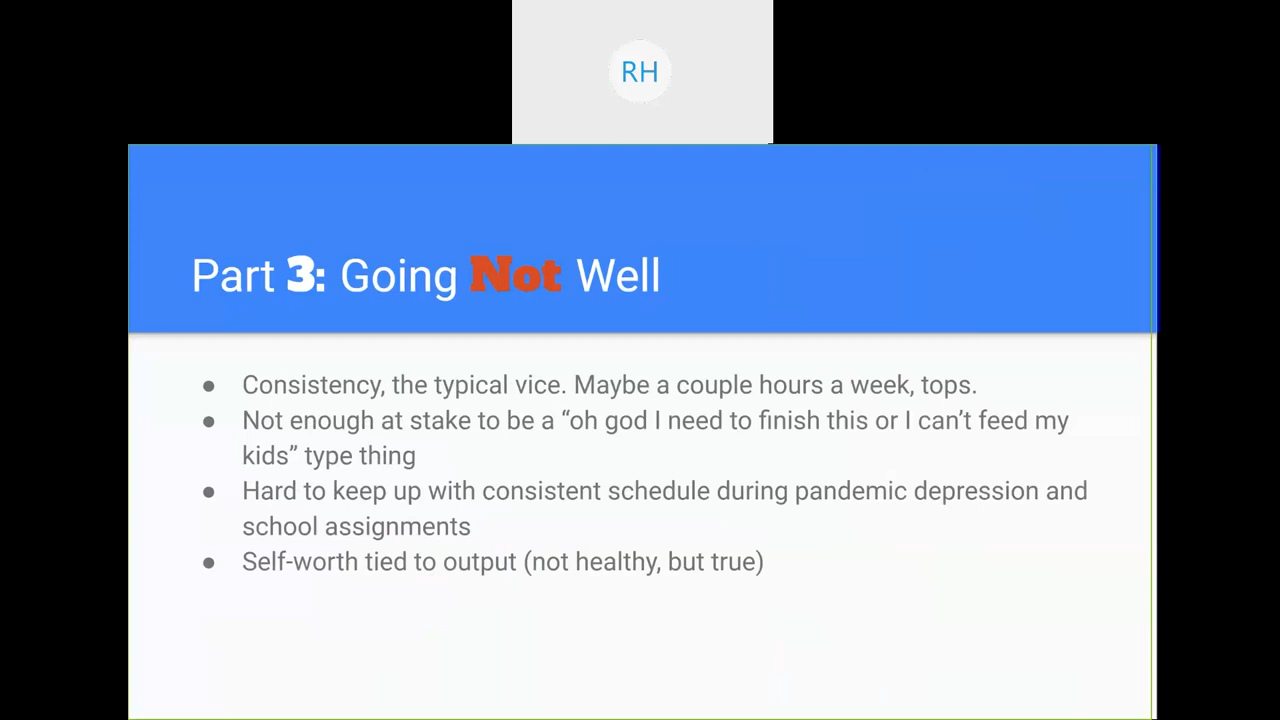 RH
Part 3: Going Not Well
● Consistency, the typical vice. Maybe a couple hours a week, tops.
● Not enough at stake to be a “oh god I need to finish this or I can’t feed my
kids” type thing
● Hard to keep up with consistent schedule during pandemic depression and
school assignments
● Self-worth tied to output (not healthy, but true)